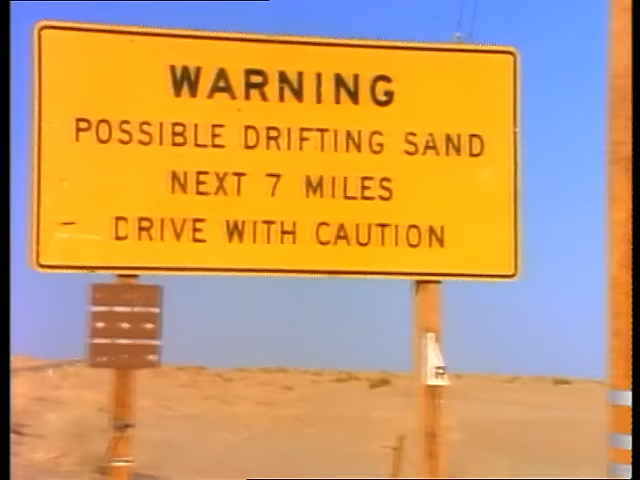 WARNING
POSSIBLE DRIFTING SAND
NEXT 7 MILES
DRIVE WITH CAUTION